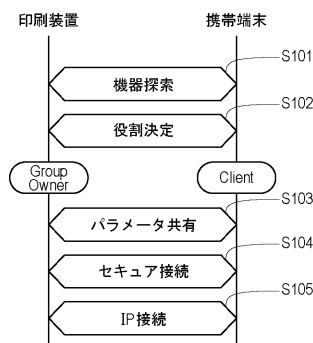 印刷装置
携帯端末
S101
機器探索
S102
役割決定
Group
Owner
Client
S103
パラメータ共有
S104
セキュア接続
S105
IP接続